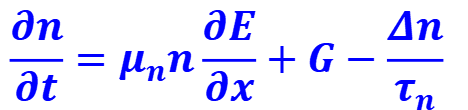 ∂n/∂t = μₙn ∂E/∂x + G − Δn/τₙ